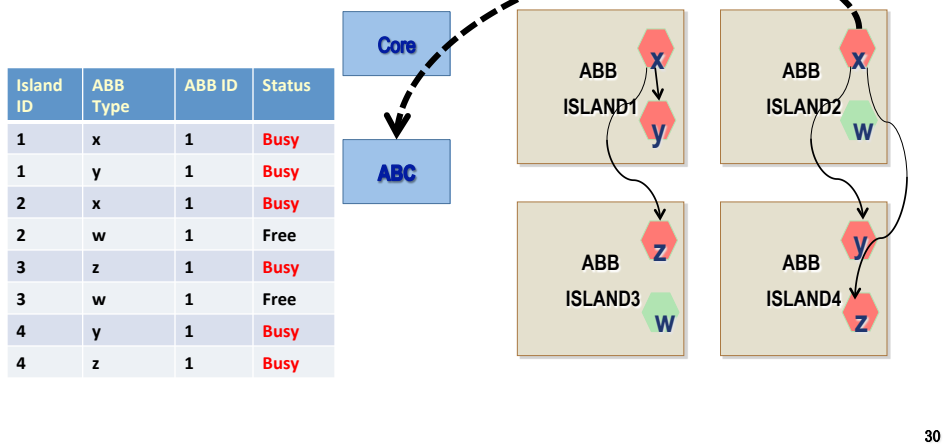 Island ID ABB Type ABB ID Status
1 x 1 Busy
1 y 1 Busy
2 x 1 Busy
2 w 1 Free
3 z 1 Busy
3 w 1 Free
4 y 1 Busy
4 z 1 Busy
Core
ABC
ABB
ISLAND1
x
y
ABB
ISLAND2
x
w
ABB
ISLAND3
z
w
ABB
ISLAND4
y
z
30